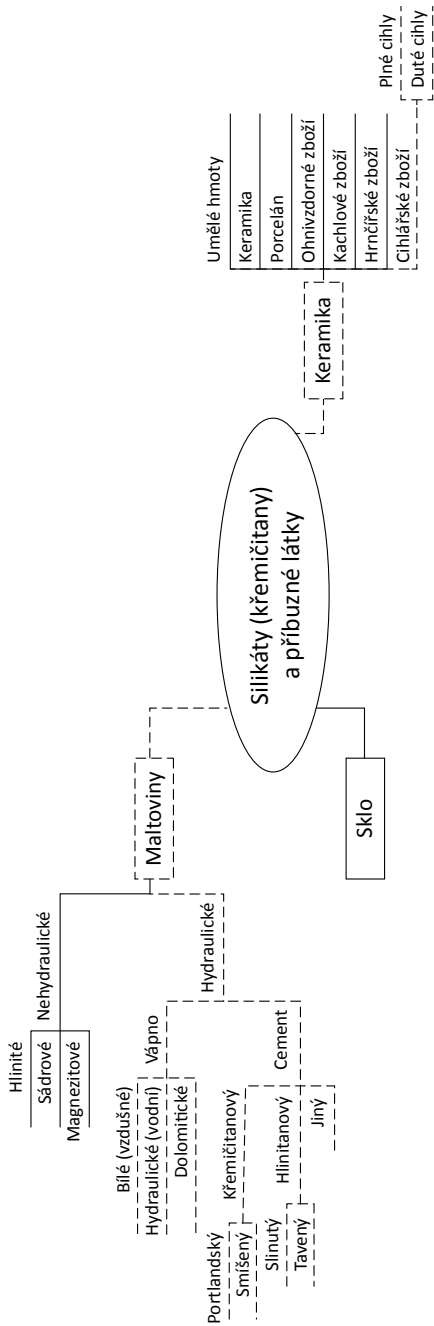 Silikáty (křemičitany)
a příbuzné látky
Maltoviny
Nehydraulické
Hlinité
Sádrové
Magnezitové
Hydraulické
Vápno
Bílé (vzdušné)
Hydraulické (vodní)
Dolomitické
Cement
Křemičitanový
Portlandský
Smíšený
Hlinitanový
Slinutý
Tavený
Jiný
Sklo
Keramika
Umělé hmoty
Keramika
Porcelán
Ohnivzdorné zboží
Kachlové zboží
Hrnčířské zboží
Cihlářské zboží
Plné cihly
Duté cihly